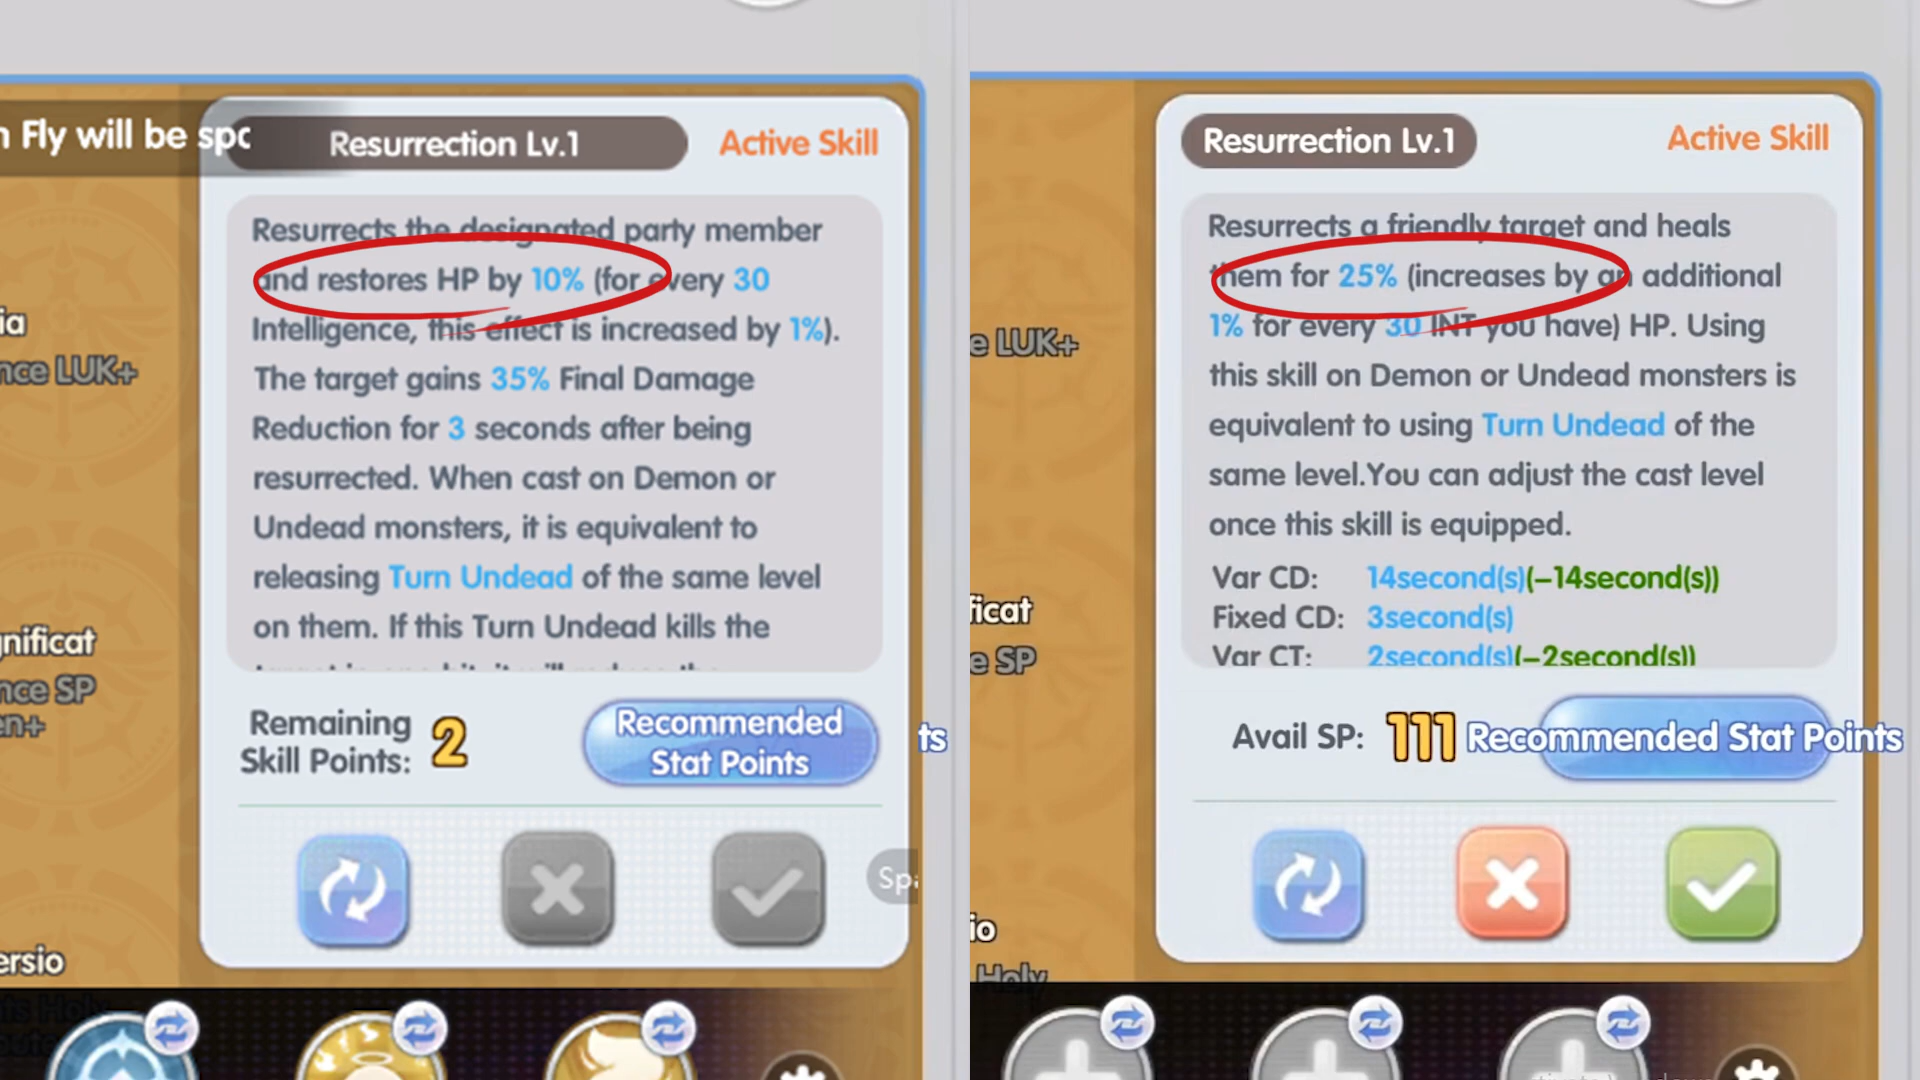 n Fly will be spo
Resurrection Lv.1
Active Skill
Resurrects the designated party member
and restores HP by 10% (for every 30
Intelligence, this effect is increased by 1%).
The target gains 35% Final Damage
Reduction for 3 seconds after being
resurrected. When cast on Demon or
Undead monsters, it is equivalent to
releasing Turn Undead of the same level
on them. If this Turn Undead kills the
Remaining
Skill Points: 2
Recommended
Stat Points
ts
ia
nce LUK+
gnificat
nce SP
en+
ersio
Spa
Resurrection Lv.1
Active Skill
Resurrects a friendly target and heals
them for 25% (increases by an additional
1% for every 30 INT you have) HP. Using
this skill on Demon or Undead monsters is
equivalent to using Turn Undead of the
same level.You can adjust the cast level
once this skill is equipped.
Var CD: 14second(s)(-14second(s))
Fixed CD: 3second(s)
Var CT: 2second(s)(-2second(s))
Avail SP: 111
Recommended Stat Points
e LUK+
ficat
e SP
io
Holy